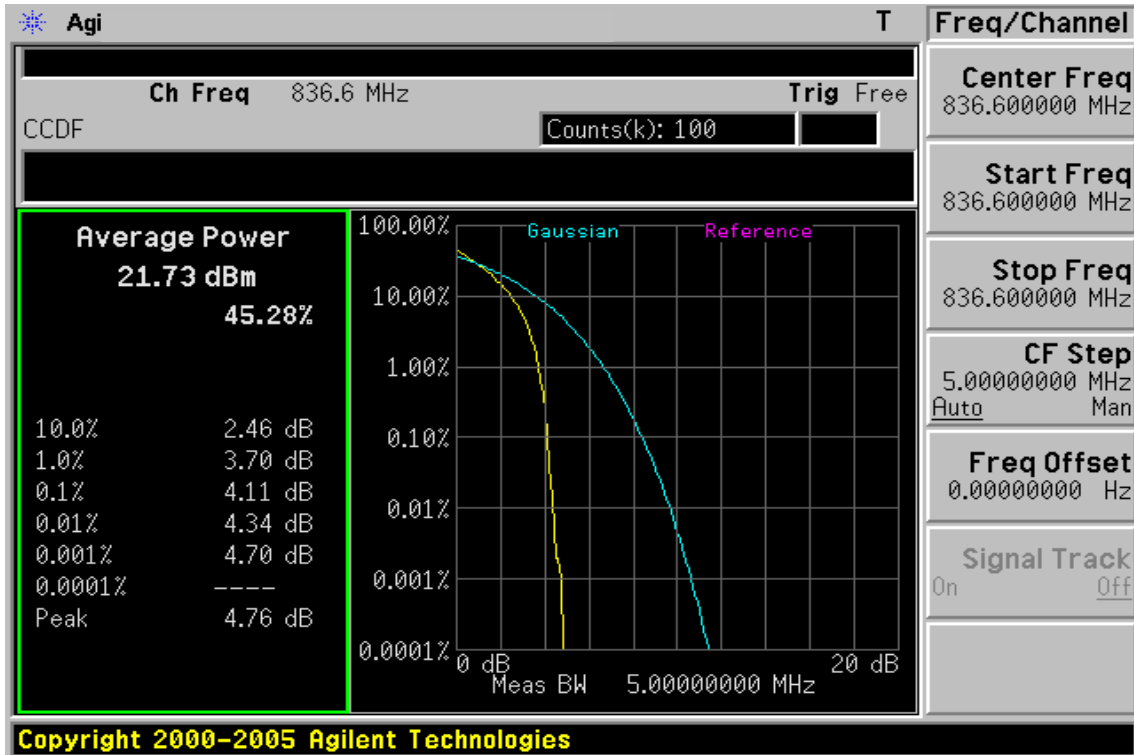 Agi T
Ch Freq 836.6 MHz Trig Free
CCDF Counts(k): 100
Average Power
21.73 dBm
45.28%
10.0% 2.46 dB
1.0% 3.70 dB
0.1% 4.11 dB
0.01% 4.34 dB
0.001% 4.70 dB
0.0001% ----
Peak 4.76 dB
Gaussian Reference
100.00%
10.00%
1.00%
0.10%
0.01%
0.001%
0.0001%
0 dB 20 dB
Meas BW 5.00000000 MHz
Freq/Channel
Center Freq
836.600000 MHz
Start Freq
836.600000 MHz
Stop Freq
836.600000 MHz
CF Step
5.00000000 MHz
Auto Man
Freq Offset
0.00000000 Hz
Signal Track
On Off
Copyright 2000-2005 Agilent Technologies